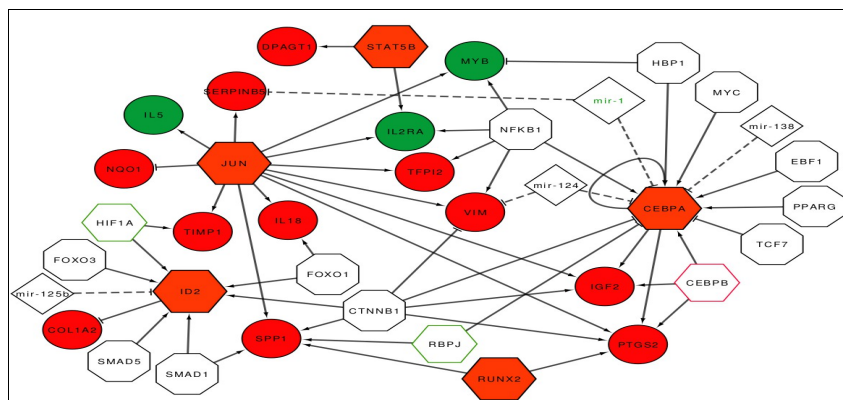 DPAGT1
STAT5B
MYB
HBP1
SERPINB5
mir-1
MYC
IL5
IL2RA
NFKB1
mir-138
JUN
EBF1
NQO1
TFPI2
mir-124
VIM
CEBPA
PPARG
HIF1A
TIMP1
IL18
TCF7
FOXO3
FOXO1
mir-125b
ID2
IGF2
CEBPB
CTNNB1
COL1A2
SPP1
RBPJ
PTGS2
SMAD5
SMAD1
RUNX2